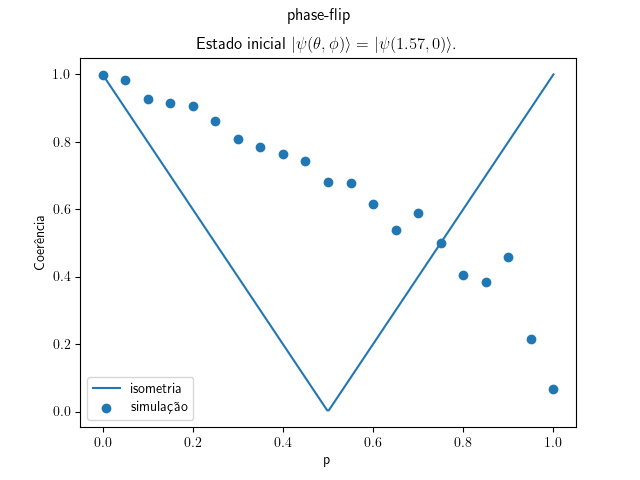 phase-flip
Estado inicial |ψ(θ, ϕ)⟩ = |ψ(1.57, 0)⟩.
1.0
0.8
0.6
0.4
0.2
0.0
Coerência
isometria
simulação
0.0 0.2 0.4 0.6 0.8 1.0
p